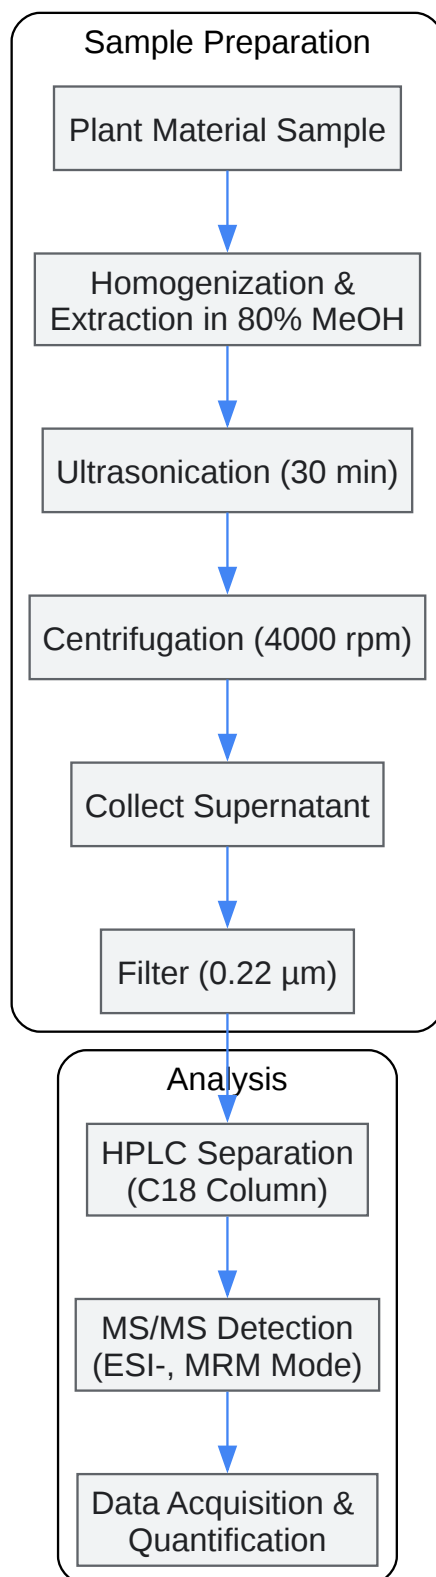 Sample Preparation
Plant Material Sample
Homogenization &
Extraction in 80% MeOH
Ultrasonication (30 min)
Centrifugation (4000 rpm)
Collect Supernatant
Filter (0.22 µm)
Analysis
HPLC Separation
(C18 Column)
MS/MS Detection
(ESI-, MRM Mode)
Data Acquisition &
Quantification